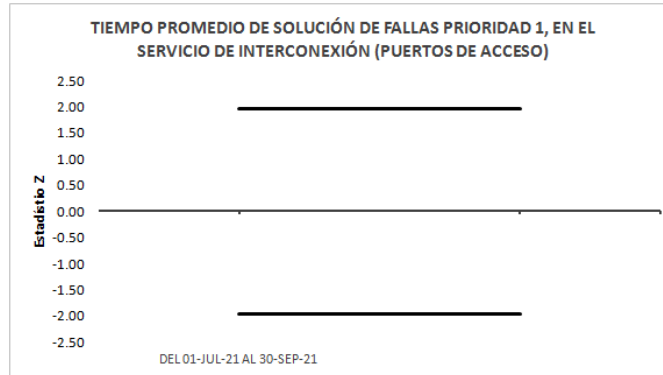 TIEMPO PROMEDIO DE SOLUCIÓN DE FALLAS PRIORIDAD 1, EN EL
SERVICIO DE INTERCONEXIÓN (PUERTOS DE ACCESO)
2.50
2.00
1.50
1.00
0.50
0.00
-0.50
-1.00
-1.50
-2.00
-2.50
Estadístio Z
DEL 01-JUL-21 AL 30-SEP-21